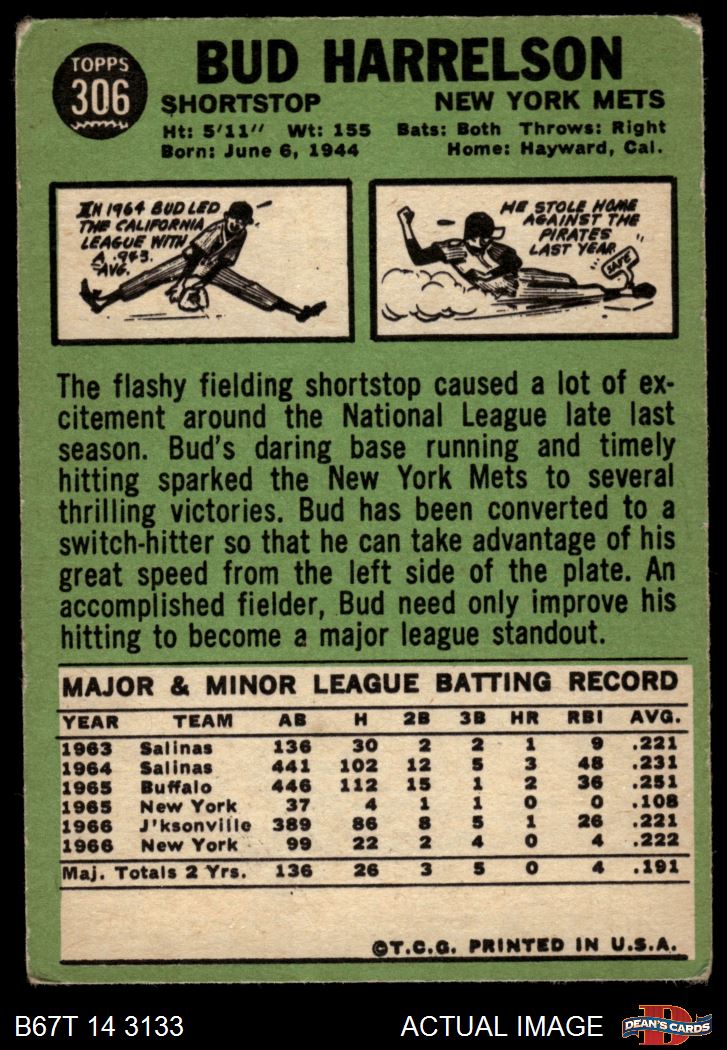 TOPPS
306
BUD HARRELSON
SHORTSTOP NEW YORK METS
Ht: 5'11" Wt: 155 Bats: Both Throws: Right
Born: June 6, 1944 Home: Hayward, Cal.
IN 1964 BUD LED
THE CALIFORNIA
LEAGUE WITH
A .943.
AVG.
HE STOLE HOME
AGAINST THE
PIRATES
LAST YEAR
"SAFE"
The flashy fielding shortstop caused a lot of ex-
citement around the National League late last
season. Bud's daring base running and timely
hitting sparked the New York Mets to several
thrilling victories. Bud has been converted to a
switch-hitter so that he can take advantage of his
great speed from the left side of the plate. An
accomplished fielder, Bud need only improve his
hitting to become a major league standout.
MAJOR & MINOR LEAGUE BATTING RECORD
YEAR TEAM AB H 2B 3B HR RBI AVG.
1963 Salinas 136 30 2 2 1 9 .221
1964 Salinas 441 102 12 5 3 48 .231
1965 Buffalo 446 112 15 1 2 36 .251
1965 New York 37 4 1 1 0 0 .108
1966 J'ksonville 389 86 8 5 1 26 .221
1966 New York 99 22 2 4 0 4 .222
Maj. Totals 2 Yrs. 136 26 3 5 0 4 .191
©T.C.G. PRINTED IN U.S.A.
B67T 14 3133 ACTUAL IMAGE
D
DEAN'S CARDS